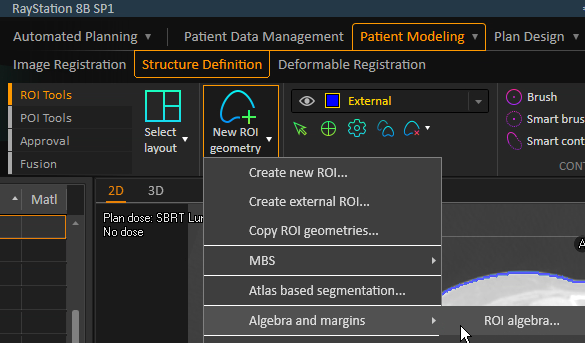 RayStation 8B SP1
Automated Planning
Patient Data Management
Patient Modeling
Plan Design
Image Registration
Structure Definition
Deformable Registration
ROI Tools
POI Tools
Approval
Fusion
Select
layout
New ROI
geometry
External
Brush
Smart brus
Smart cont
CONT
Matl
2D
3D
Plan dose: SBRT Lun
No dose
Create new ROI...
Create external ROI...
Copy ROI geometries...
MBS
Atlas based segmentation...
Algebra and margins
ROI algebra...
A